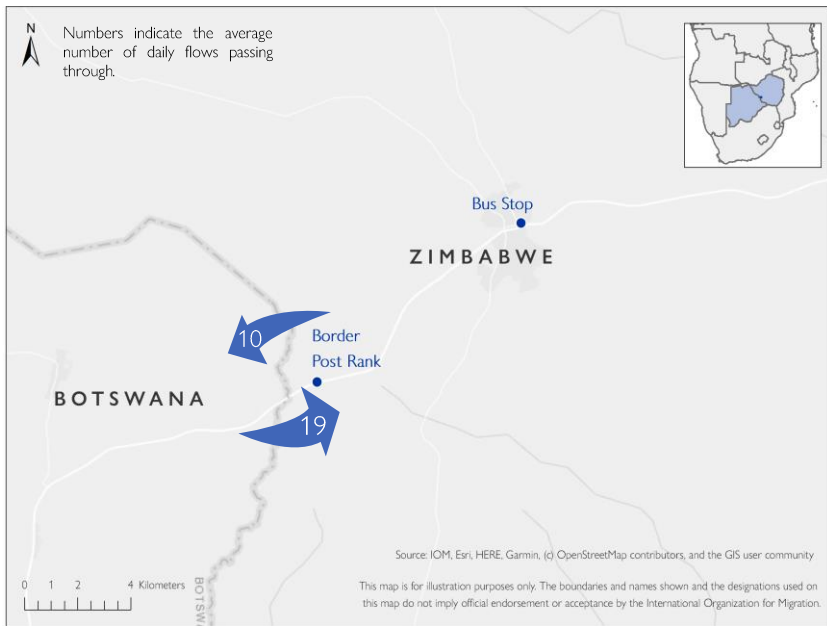 N
Numbers indicate the average
number of daily flows passing
through.
Bus Stop
ZIMBABWE
10
Border
Post Rank
BOTSWANA
19
Source: IOM, Esri, HERE, Garmin, (c) OpenStreetMap contributors, and the GIS user community
0 1 2 4 Kilometers
This map is for illustration purposes only. The boundaries and names shown and the designations used on
this map do not imply official endorsement or acceptance by the International Organization for Migration.
BOTSW